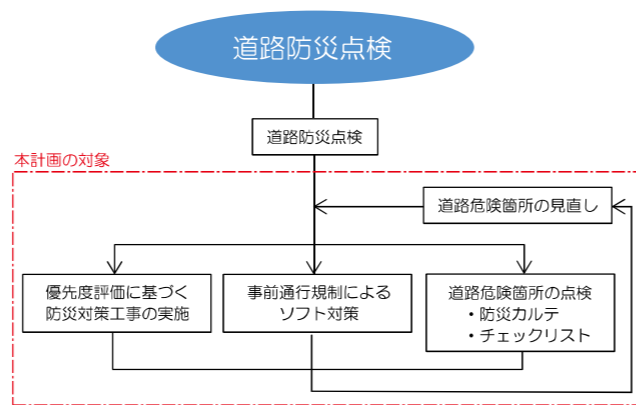 道路防災点検
道路防災点検
本計画の対象
道路危険箇所の見直し
優先度評価に基づく
防災対策工事の実施
事前通行規制による
ソフト対策
道路危険箇所の点検
・防災カルテ
・チェックリスト